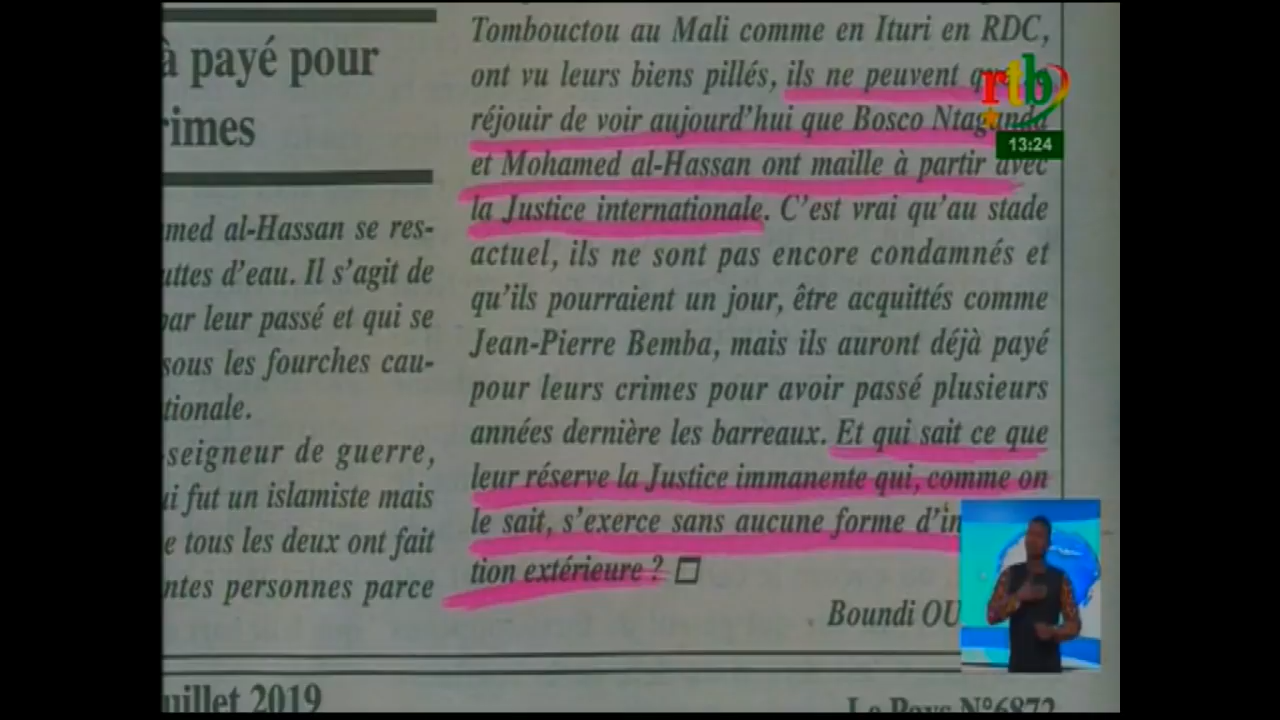 à payé pour
rimes
med al-Hassan se res-
uttes d'eau. Il s'agit de
par leur passé et qui se
sous les fourches cau-
tionale.
seigneur de guerre,
ui fut un islamiste mais
e tous les deux ont fait
ntes personnes parce
uillet 2019
Tombouctou au Mali comme en Ituri en RDC,
ont vu leurs biens pillés, ils ne peuvent
réjouir de voir aujourd'hui que Bosco Ntaganda
et Mohamed al-Hassan ont maille à partir avec
la Justice internationale. C'est vrai qu'au stade
actuel, ils ne sont pas encore condamnés et
qu'ils pourraient un jour, être acquittés comme
Jean-Pierre Bemba, mais ils auront déjà payé
pour leurs crimes pour avoir passé plusieurs
années dernière les barreaux. Et qui sait ce que
leur réserve la Justice immanente qui, comme on
le sait, s'exerce sans aucune forme
tion extérieure ?
Boundi OU
Le Pays N°6872
rtb
13:24